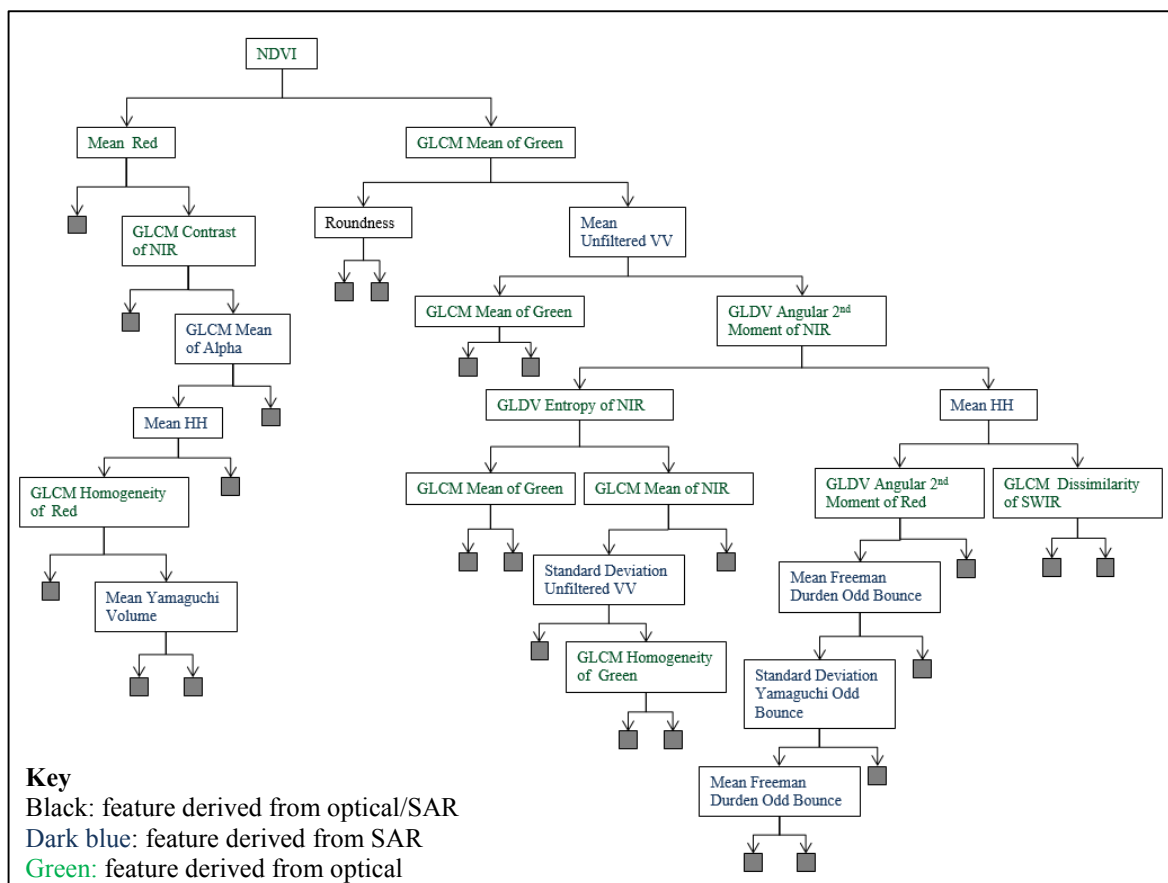 NDVI
Mean Red
GLCM Mean of Green
Roundness
Mean
Unfiltered VV
GLCM Contrast
of NIR
GLCM Mean of Green
GLDV Angular 2nd
Moment of NIR
GLCM Mean
of Alpha
GLDV Entropy of NIR
Mean HH
Mean HH
GLCM Homogeneity
of Red
GLCM Mean of Green
GLCM Mean of NIR
GLDV Angular 2nd
Moment of Red
GLCM Dissimilarity
of SWIR
Mean Yamaguchi
Volume
Standard Deviation
Unfiltered VV
Mean Freeman
Durden Odd Bounce
GLCM Homogeneity
of Green
Standard Deviation
Yamaguchi Odd
Bounce
Mean Freeman
Durden Odd Bounce
Key
Black: feature derived from optical/SAR
Dark blue: feature derived from SAR
Green: feature derived from optical